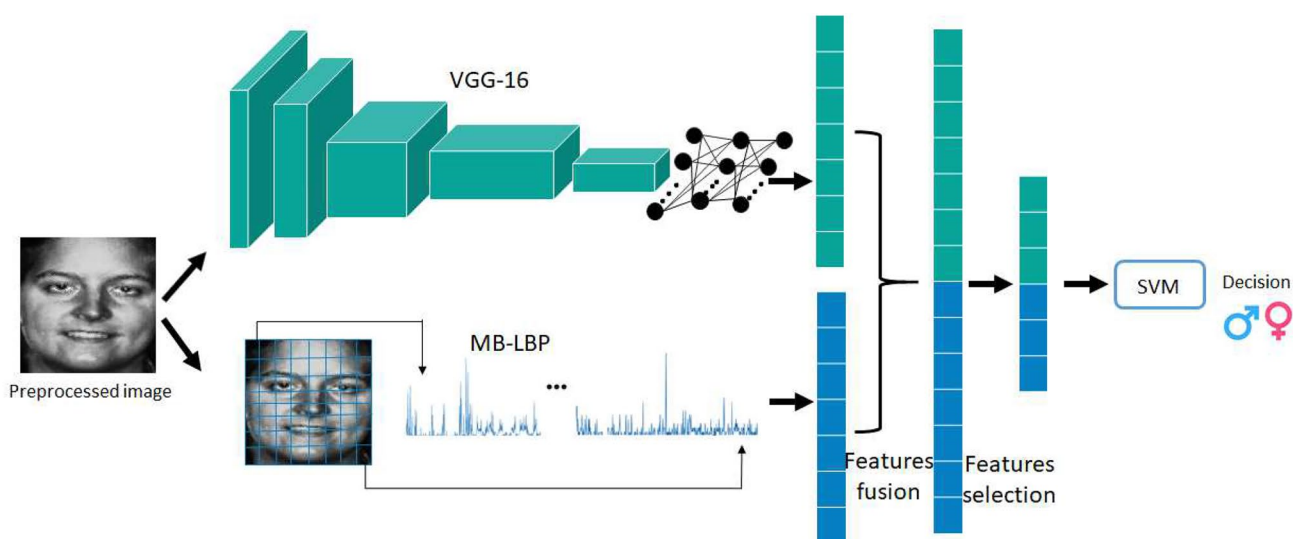 VGG-16
Preprocessed image
MB-LBP
Features
fusion
Features
selection
SVM
Decision